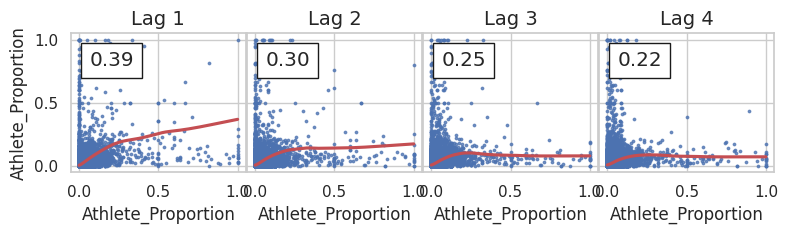 Lag 1 Lag 2 Lag 3 Lag 4
1.0 0.39 0.30 0.25 0.22
0.5
0.0
Athlete_Proportion
0.0 0.5 1.0 0.0 0.5 1.0 0.0 0.5 1.0 0.0 0.5 1.0
Athlete_Proportion Athlete_Proportion Athlete_Proportion Athlete_Proportion